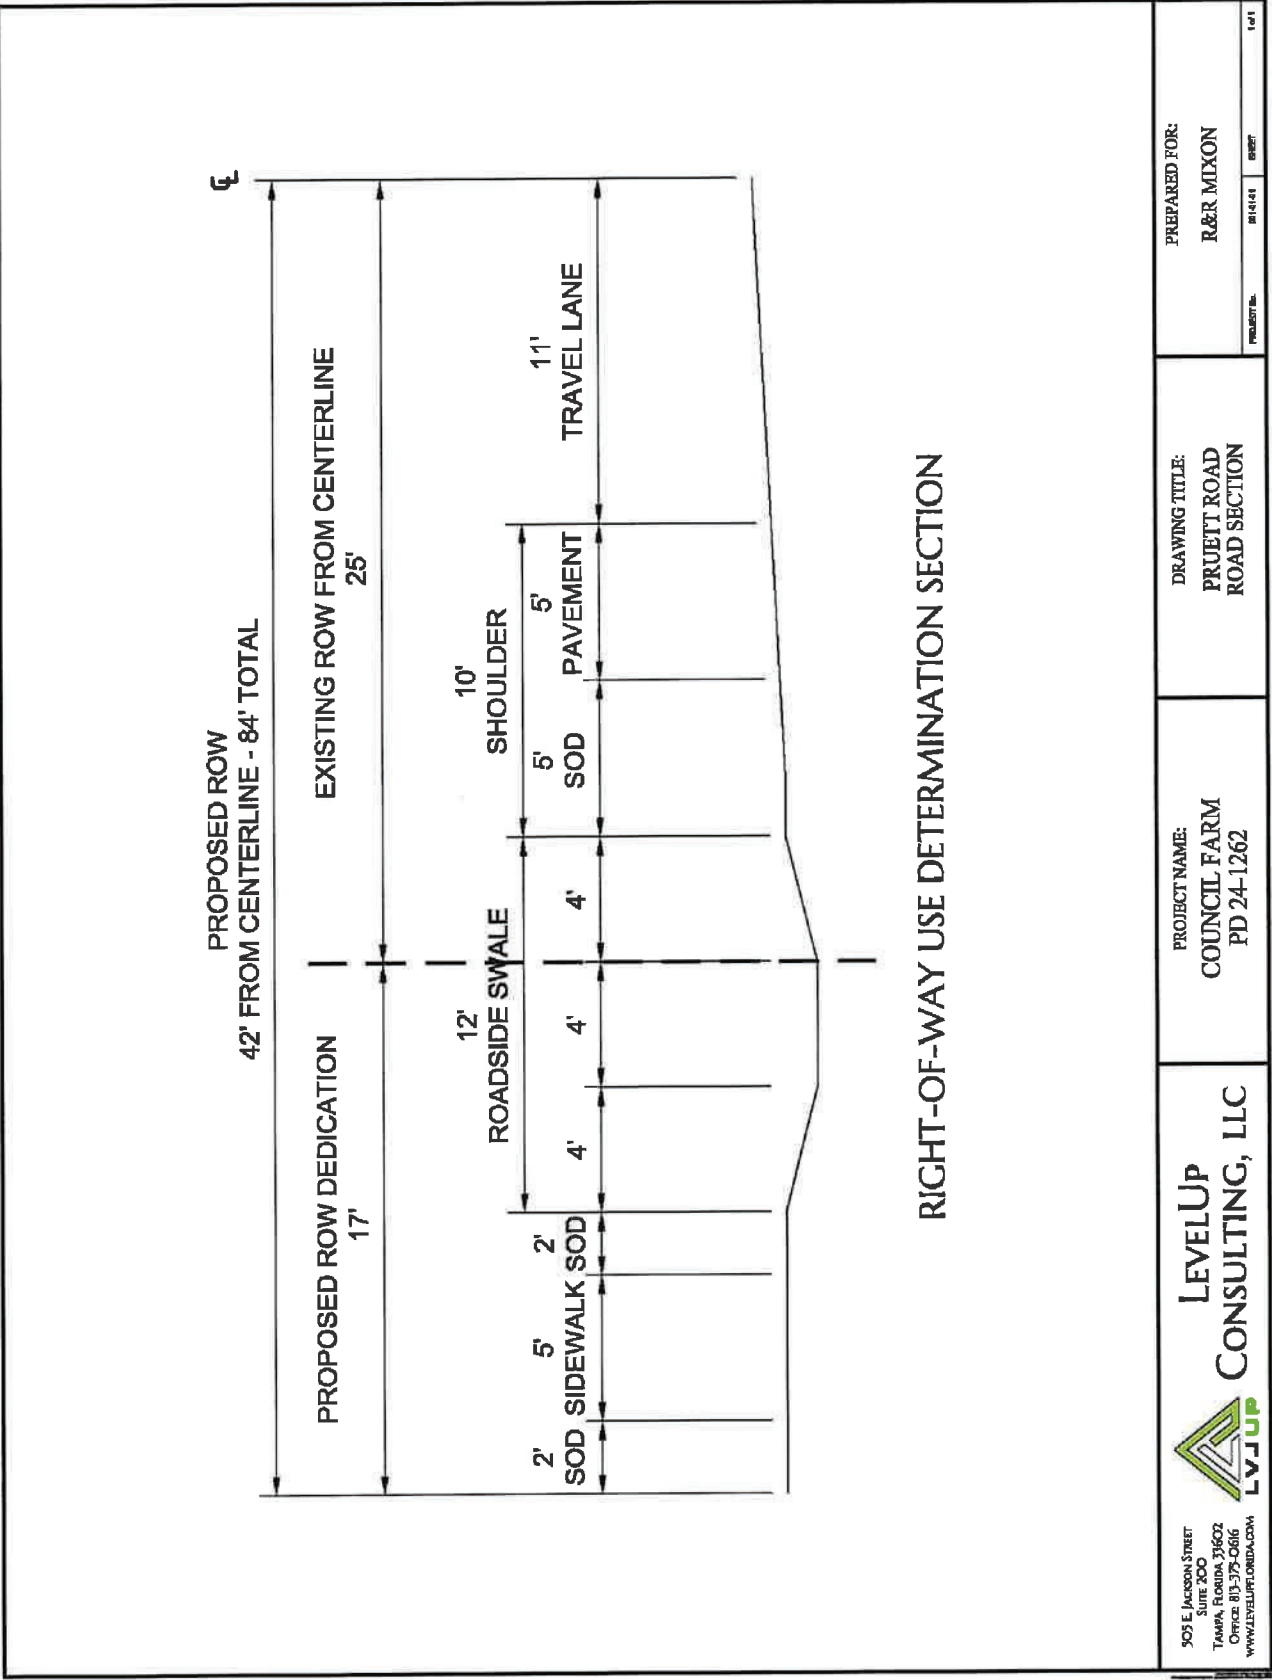 PROPOSED ROW
42' FROM CENTERLINE - 84' TOTAL
℄
PROPOSED ROW DEDICATION
17'
EXISTING ROW FROM CENTERLINE
25'
12'
ROADSIDE SWALE
10'
SHOULDER
2'
SOD
5'
SIDEWALK
2'
SOD
4'
4'
4'
5'
SOD
5'
PAVEMENT
11'
TRAVEL LANE
RIGHT-OF-WAY USE DETERMINATION SECTION
505 E. JACKSON STREET
SUITE 200
TAMPA, FLORIDA 33602
OFFICE: 813-375-0616
WWW.LEVELUPFLORIDA.COM
LVLUP
LEVELUP
CONSULTING, LLC
PROJECT NAME:
COUNCIL FARM
PD 24-1262
DRAWING TITLE:
PRUETT ROAD
ROAD SECTION
PREPARED FOR:
R&R MIXON
PROJECT No.
SHEET
1 of 1